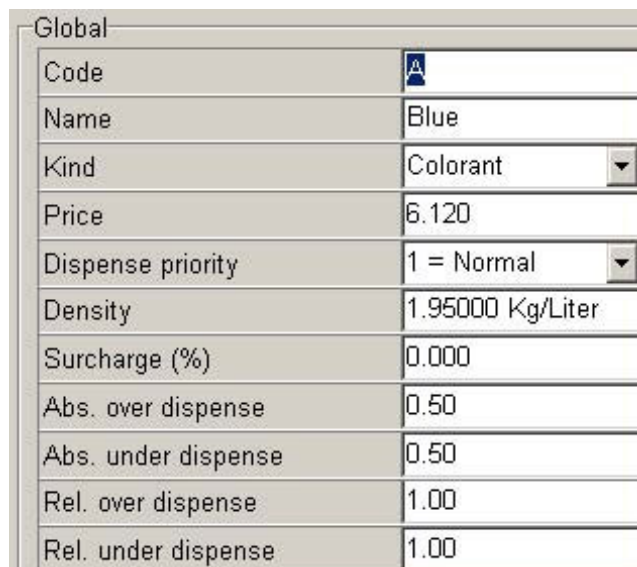 Global
Code A
Name Blue
Kind Colorant
Price 6.120
Dispense priority 1 = Normal
Density 1.95000 Kg/Liter
Surcharge (%) 0.000
Abs. over dispense 0.50
Abs. under dispense 0.50
Rel. over dispense 1.00
Rel. under dispense 1.00